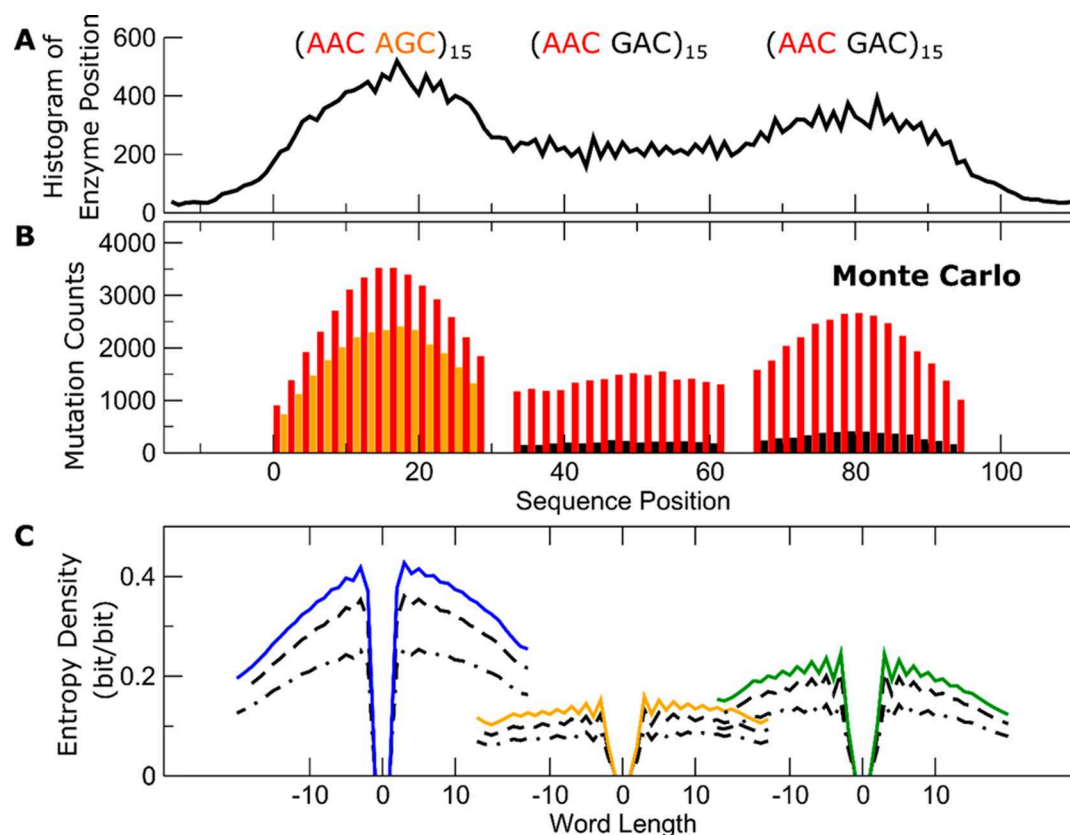 A
Histogram of
Enzyme Position
600
400
200
0
(AAC AGC)15
(AAC GAC)15
(AAC GAC)15
B
Mutation Counts
4000
3000
2000
1000
0
Monte Carlo
0 20 40 60 80 100
Sequence Position
C
Entropy Density
(bit/bit)
0.4
0.2
0
-10 0 10 -10 0 10 -10 0 10
Word Length